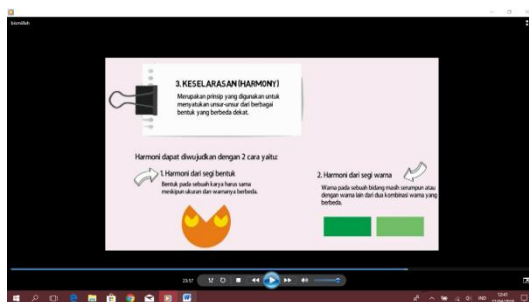 bismillah
3. KESELARASAN (HARMONY)
Merupakan prinsip yang digunakan untuk
menyatukan unsur-unsur dari berbagai
bentuk yang berbeda dekat.
Harmoni dapat diwujudkan dengan 2 cara yaitu:
1. Harmoni dari segi bentuk
Bentuk pada sebuah karya harus sama
meskipun ukuran dan warnanya berbeda.
2. Harmoni dari segi warna
Warna pada sebuah bidang masih serumpun atau
dengan warna lain dari dua kombinasi warna yang
berbeda.
23:57
IND